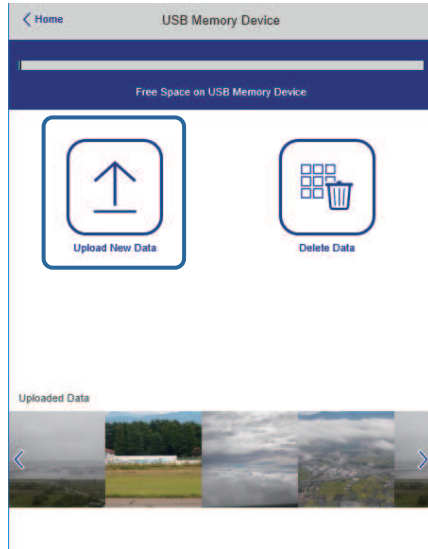 Home
USB Memory Device
Free Space on USB Memory Device
Upload New Data
Delete Data
Uploaded Data